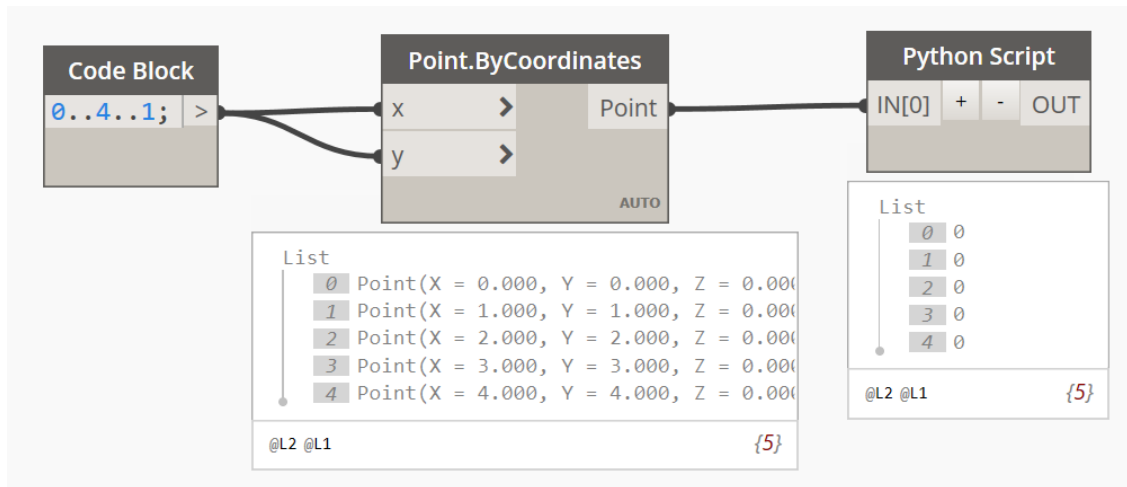 Code Block
0..4..1; >
Point.ByCoordinates
x >
y >
Point
AUTO
Python Script
IN[0] + - OUT
List
0 Point(X = 0.000, Y = 0.000, Z = 0.00
1 Point(X = 1.000, Y = 1.000, Z = 0.00
2 Point(X = 2.000, Y = 2.000, Z = 0.00
3 Point(X = 3.000, Y = 3.000, Z = 0.00
4 Point(X = 4.000, Y = 4.000, Z = 0.00
@L2 @L1 {5}
List
0 0
1 0
2 0
3 0
4 0
@L2 @L1 {5}